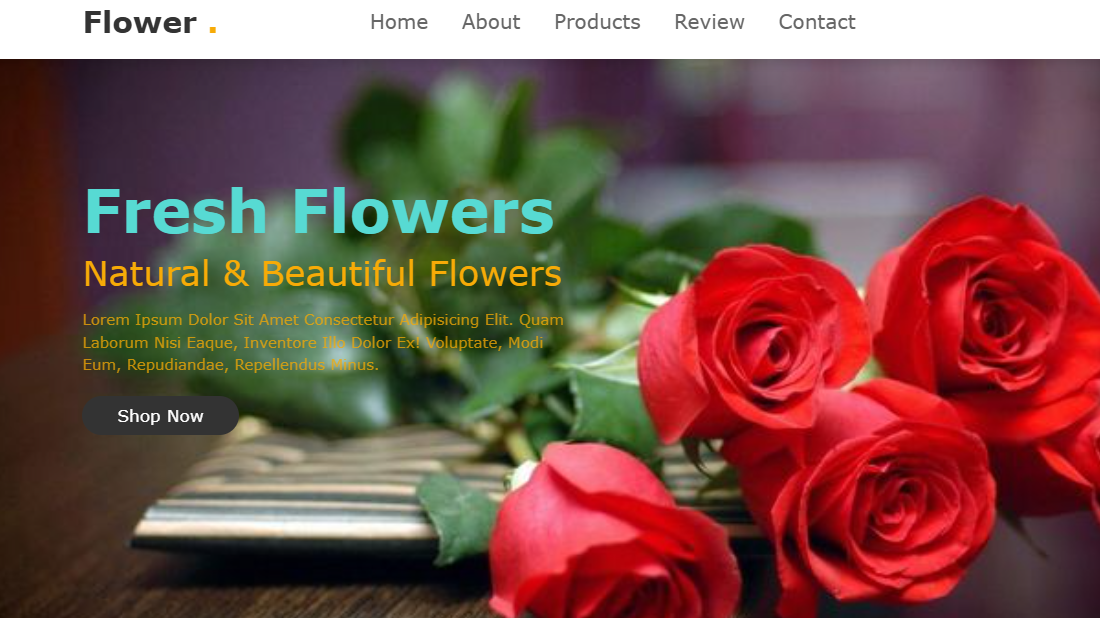 Flower .
Home About Products Review Contact
Fresh Flowers
Natural & Beautiful Flowers
Lorem Ipsum Dolor Sit Amet Consectetur Adipisicing Elit. Quam
Laborum Nisi Eaque, Inventore Illo Dolor Ex! Voluptate, Modi
Eum, Repudiandae, Repellendus Minus.
Shop Now